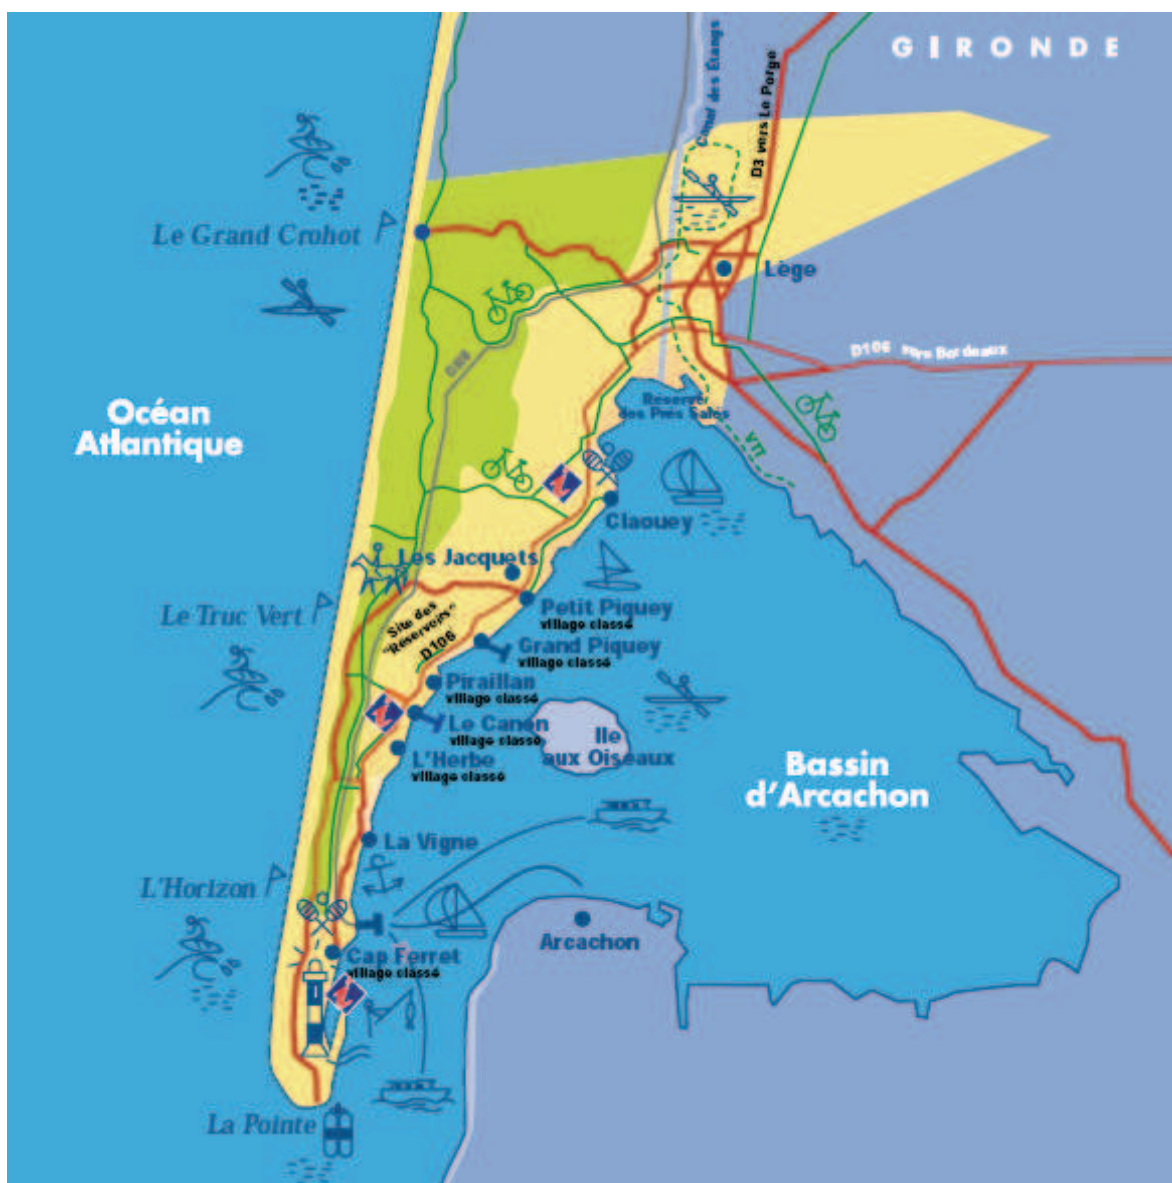 GIRONDE
Canal des Étangs
D3 vers Le Porge
Le Grand Crohot
Lège
D106 vers Bordeaux
Océan
Atlantique
Réserve
des Prés Salés
VTT
Claouey
Les Jacquets
Le Truc Vert
Site des
"Réservoirs"
D106
Petit Piquey
village classé
Grand Piquey
village classé
Piraillan
village classé
Le Canon
village classé
L'Herbe
village classé
Ile
aux Oiseaux
Bassin
d'Arcachon
La Vigne
L'Horizon
Arcachon
Cap Ferret
village classé
La Pointe